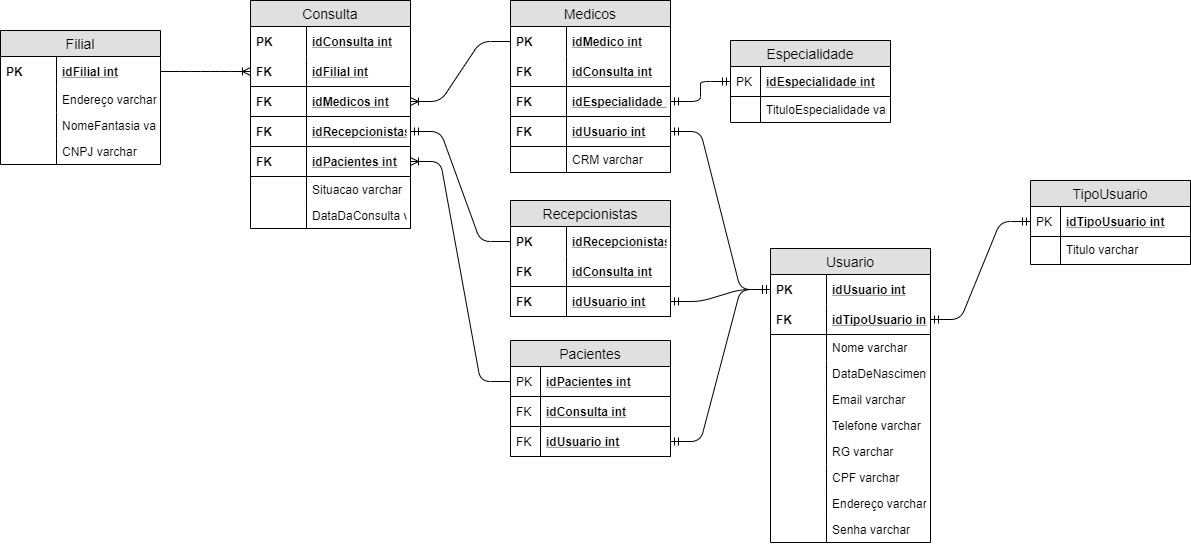 Filial
PK idFilial int
Endereço varchar
NomeFantasia va
CNPJ varchar
Consulta
PK idConsulta int
FK idFilial int
FK idMedicos int
FK idRecepcionistas
FK idPacientes int
Situacao varchar
DataDaConsulta v
Medicos
PK idMedico int
FK idConsulta int
FK idEspecialidade
FK idUsuario int
CRM varchar
Especialidade
PK idEspecialidade int
TituloEspecialidade va
Recepcionistas
PK idRecepcionistas
FK idConsulta int
FK idUsuario int
Pacientes
PK idPacientes int
FK idConsulta int
FK idUsuario int
Usuario
PK idUsuario int
FK idTipoUsuario in
Nome varchar
DataDeNascimen
Email varchar
Telefone varchar
RG varchar
CPF varchar
Endereço varchar
Senha varchar
TipoUsuario
PK idTipoUsuario int
Titulo varchar